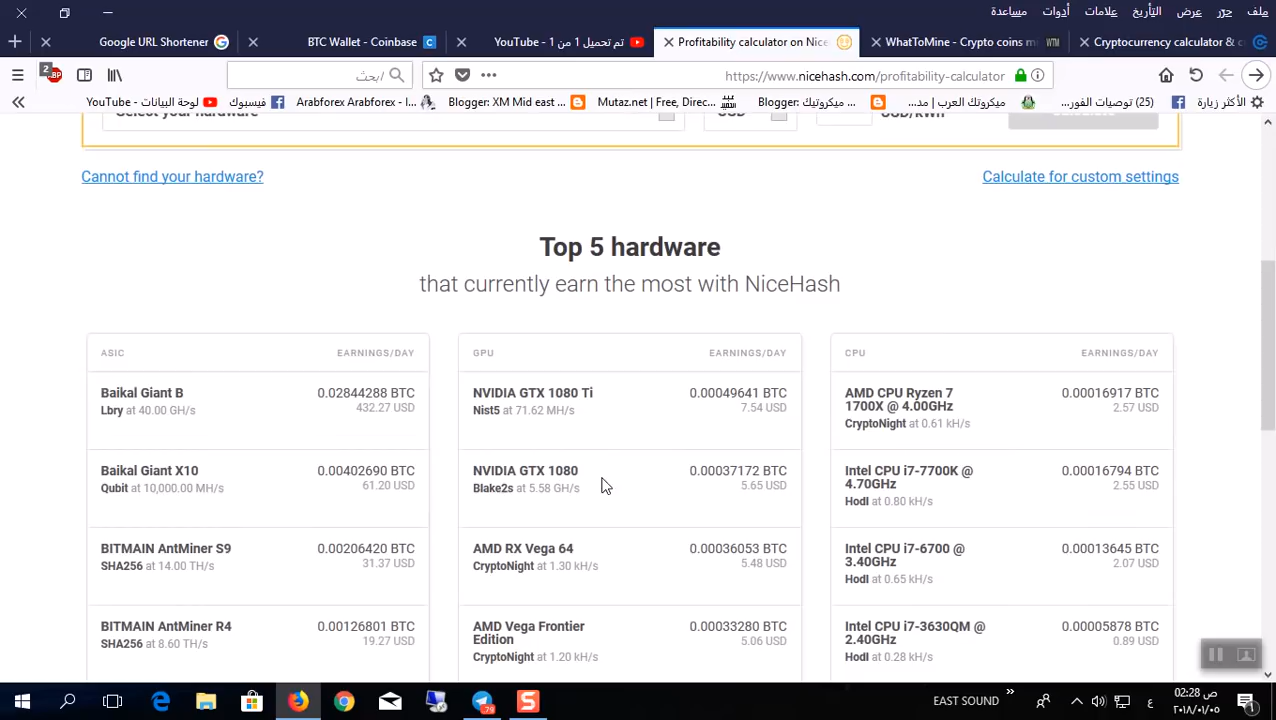 ملف تحرّر عرض التأريخ علامات أدوات مساعدة
Google URL Shortener
BTC Wallet - Coinbase
تم تحميل 1 من 1 - YouTube
Profitability calculator on Nice
WhatToMine - Crypto coins m
Cryptocurrency calculator & c
2
ABP
ابحث
https://www.nicehash.com/profitability-calculator
لوحة البيانات - YouTube
فيسبوك
Arabforex Arabforex - I...
Blogger: XM Mid east ...
Mutaz.net | Free, Direc...
Blogger: ميكروتيك ...
ميكروتك العرب | مد...
(25) توصيات الفور...
الأكثر زيارة
Select your hardware
USD
USD/kWh
Calculate
Cannot find your hardware?
Calculate for custom settings
Top 5 hardware
that currently earn the most with NiceHash
ASIC EARNINGS/DAY
Baikal Giant B 0.02844288 BTC
Lbry at 40.00 GH/s 432.27 USD
Baikal Giant X10 0.00402690 BTC
Qubit at 10,000.00 MH/s 61.20 USD
BITMAIN AntMiner S9 0.00206420 BTC
SHA256 at 14.00 TH/s 31.37 USD
BITMAIN AntMiner R4 0.00126801 BTC
SHA256 at 8.60 TH/s 19.27 USD
GPU EARNINGS/DAY
NVIDIA GTX 1080 Ti 0.00049641 BTC
Nist5 at 71.62 MH/s 7.54 USD
NVIDIA GTX 1080 0.00037172 BTC
Blake2s at 5.58 GH/s 5.65 USD
AMD RX Vega 64 0.00036053 BTC
CryptoNight at 1.30 kH/s 5.48 USD
AMD Vega Frontier 0.00033280 BTC
Edition 5.06 USD
CryptoNight at 1.20 kH/s
CPU EARNINGS/DAY
AMD CPU Ryzen 7 0.00016917 BTC
1700X @ 4.00GHz 2.57 USD
CryptoNight at 0.61 kH/s
Intel CPU i7-7700K @ 0.00016794 BTC
4.70GHz 2.55 USD
Hodl at 0.80 kH/s
Intel CPU i7-6700 @ 0.00013645 BTC
3.40GHz 2.07 USD
Hodl at 0.65 kH/s
Intel CPU i7-3630QM @ 0.00005878 BTC
2.40GHz 0.89 USD
Hodl at 0.28 kH/s
79
EAST SOUND
ع
02:28 ص
٢٠١٨/٠١/٠٥
1